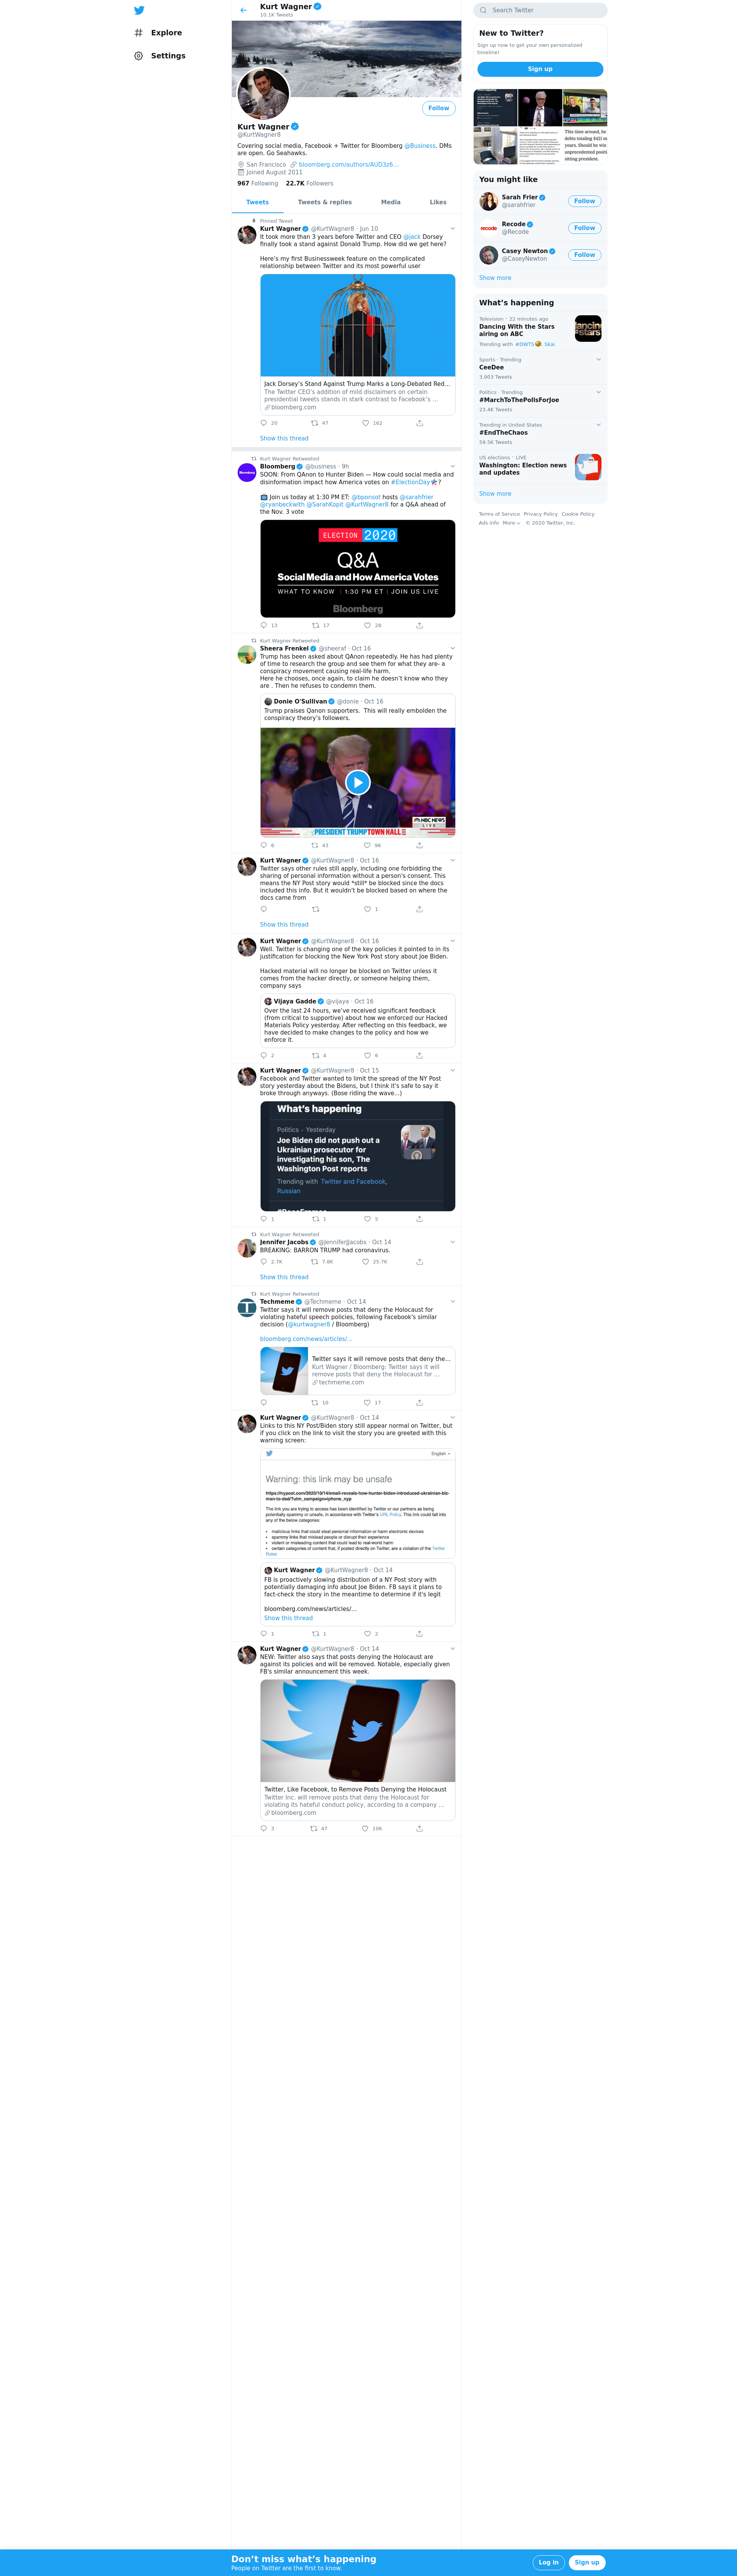 Explore
Settings
Kurt Wagner
10.1K Tweets
Follow
Kurt Wagner
@KurtWagner8
Covering social media, Facebook + Twitter for Bloomberg @Business. DMs
are open. Go Seahawks.
San Francisco bloomberg.com/authors/AUD3z6...
Joined August 2011
967 Following 22.7K Followers
Tweets Tweets & replies Media Likes
Pinned Tweet
Kurt Wagner @KurtWagner8 · Jun 10
It took more than 3 years before Twitter and CEO @jack Dorsey
finally took a stand against Donald Trump. How did we get here?
Here's my first Businessweek feature on the complicated
relationship between Twitter and its most powerful user
Jack Dorsey's Stand Against Trump Marks a Long-Debated Red...
The Twitter CEO's addition of mild disclaimers on certain
presidential tweets stands in stark contrast to Facebook's ...
bloomberg.com
20 47 162
Show this thread
Kurt Wagner Retweeted
Bloomberg @business · 9h
SOON: From QAnon to Hunter Biden — How could social media and
disinformation impact how America votes on #ElectionDay ?
Join us today at 1:30 PM ET: @bponsot hosts @sarahfrier
@ryanbeckwith @SarahKopit @KurtWagner8 for a Q&A ahead of
the Nov. 3 vote
ELECTION 2020
Q&A
Social Media and How America Votes
WHAT TO KNOW | 1:30 PM ET | JOIN US LIVE
Bloomberg
13 17 28
Kurt Wagner Retweeted
Sheera Frenkel @sheeraf · Oct 16
Trump has been asked about QAnon repeatedly. He has had plenty
of time to research the group and see them for what they are- a
conspiracy movement causing real-life harm.
Here he chooses, once again, to claim he doesn't know who they
are . Then he refuses to condemn them.
Donie O'Sullivan @donie · Oct 16
Trump praises Qanon supporters. This will really embolden the
conspiracy theory's followers.
NBC NEWS
LIVE
PRESIDENT TRUMP TOWN HALL
6 43 96
Kurt Wagner @KurtWagner8 · Oct 16
Twitter says other rules still apply, including one forbidding the
sharing of personal information without a person's consent. This
means the NY Post story would *still* be blocked since the docs
included this info. But it wouldn't be blocked based on where the
docs came from
1
Show this thread
Kurt Wagner @KurtWagner8 · Oct 16
Well. Twitter is changing one of the key policies it pointed to in its
justification for blocking the New York Post story about Joe Biden.
Hacked material will no longer be blocked on Twitter unless it
comes from the hacker directly, or someone helping them,
company says
Vijaya Gadde @vijaya · Oct 16
Over the last 24 hours, we've received significant feedback
(from critical to supportive) about how we enforced our Hacked
Materials Policy yesterday. After reflecting on this feedback, we
have decided to make changes to the policy and how we
enforce it.
2 4 6
Kurt Wagner @KurtWagner8 · Oct 15
Facebook and Twitter wanted to limit the spread of the NY Post
story yesterday about the Bidens, but I think it's safe to say it
broke through anyways. (Bose riding the wave...)
What's happening
Politics · Yesterday
Joe Biden did not push out a
Ukrainian prosecutor for
investigating his son, The
Washington Post reports
Trending with Twitter and Facebook,
Russian
1 1 5
Kurt Wagner Retweeted
Jennifer Jacobs @JenniferJJacobs · Oct 14
BREAKING: BARRON TRUMP had coronavirus.
2.7K 7.8K 25.7K
Show this thread
Kurt Wagner Retweeted
Techmeme @Techmeme · Oct 14
Twitter says it will remove posts that deny the Holocaust for
violating hateful speech policies, following Facebook's similar
decision (@kurtwagner8 / Bloomberg)
bloomberg.com/news/articles/...
Twitter says it will remove posts that deny the...
Kurt Wagner / Bloomberg: Twitter says it will
remove posts that deny the Holocaust for ...
techmeme.com
10 17
Kurt Wagner @KurtWagner8 · Oct 14
Links to this NY Post/Biden story still appear normal on Twitter, but
if you click on the link to visit the story you are greeted with this
warning screen:
English
Warning: this link may be unsafe
https://nypost.com/2020/10/14/email-reveals-how-hunter-biden-introduced-ukrainian-biz-
man-to-dad/?utm_campaign=iphone_nyp
The link you are trying to access has been identified by Twitter or our partners as being
potentially spammy or unsafe, in accordance with Twitter's URL Policy. This link could fall into
any of the below categories:
• malicious links that could steal personal information or harm electronic devices
• spammy links that mislead people or disrupt their experience
• violent or misleading content that could lead to real-world harm
• certain categories of content that, if posted directly on Twitter, are a violation of the Twitter
Rules
Kurt Wagner @KurtWagner8 · Oct 14
FB is proactively slowing distribution of a NY Post story with
potentially damaging info about Joe Biden. FB says it plans to
fact-check the story in the meantime to determine if it's legit
bloomberg.com/news/articles/...
Show this thread
1 1 2
Kurt Wagner @KurtWagner8 · Oct 14
NEW: Twitter also says that posts denying the Holocaust are
against its policies and will be removed. Notable, especially given
FB's similar announcement this week.
Twitter, Like Facebook, to Remove Posts Denying the Holocaust
Twitter Inc. will remove posts that deny the Holocaust for
violating its hateful conduct policy, according to a company ...
bloomberg.com
3 47 106
Search Twitter
New to Twitter?
Sign up now to get your own personalized
timeline!
Sign up
This time around, he
debts totaling $421 m
years. Should he win
unprecedented positi
sitting president.
You might like
Sarah Frier
@sarahfrier
Follow
recode
Recode
@Recode
Follow
Casey Newton
@CaseyNewton
Follow
Show more
What's happening
Television · 22 minutes ago
Dancing With the Stars
airing on ABC
Trending with #DWTS , Skai
Sports · Trending
CeeDee
3,903 Tweets
Politics · Trending
#MarchToThePollsForJoe
23.4K Tweets
Trending in United States
#EndTheChaos
59.5K Tweets
US elections · LIVE
Washington: Election news
and updates
Show more
Terms of Service Privacy Policy Cookie Policy
Ads info More © 2020 Twitter, Inc.
Don't miss what's happening
People on Twitter are the first to know.
Log in Sign up